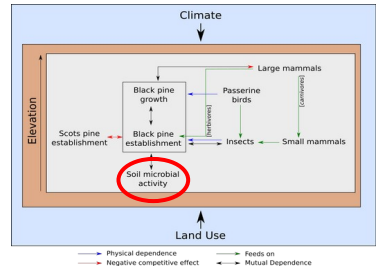 Climate
Elevation
Large mammals
Black pine
growth
Passerine
birds
[herbivores]
[carnivores]
Scots pine
establishment
Black pine
establishment
Insects
Small mammals
Soil microbial
activity
Land Use
Physical dependence
Feeds on
Negative competitive effect
Mutual Dependence